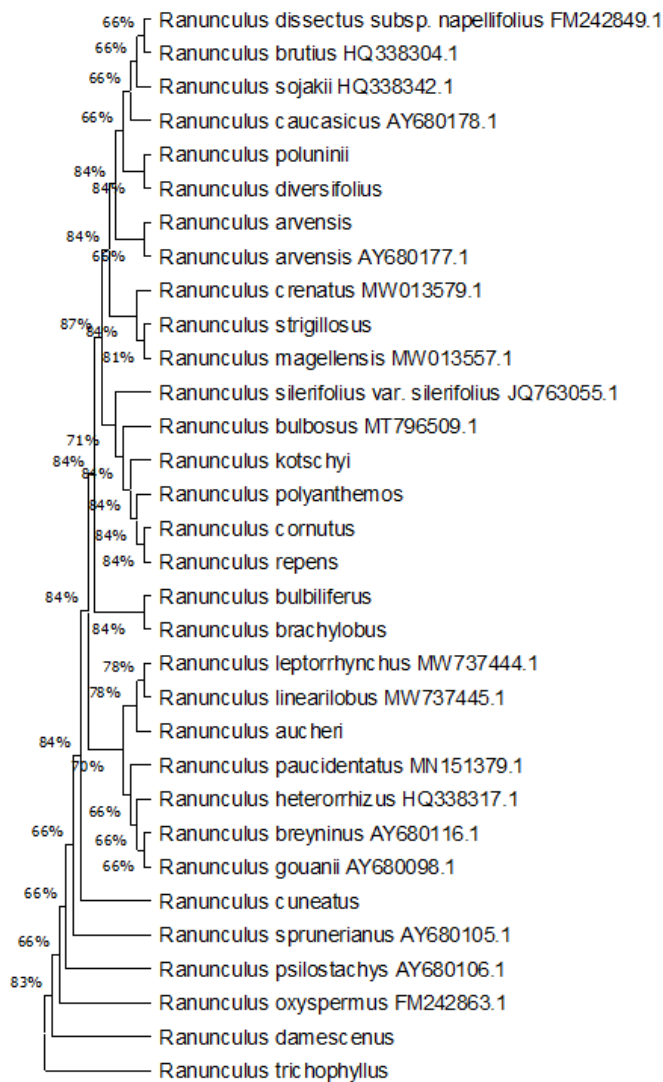 66% Ranunculus dissectus subsp. napellifolius FM242849.1
66% Ranunculus brutius HQ338304.1
66% Ranunculus sojakii HQ338342.1
66% Ranunculus caucasicus AY680178.1
Ranunculus poluninii
84%
84% Ranunculus diversifolius
Ranunculus arvensis
84%
66% Ranunculus arvensis AY680177.1
Ranunculus crenatus MW013579.1
87% 84% Ranunculus strigillosus
81% Ranunculus magellensis MW013557.1
Ranunculus silerifolius var. silerifolius JQ763055.1
Ranunculus bulbosus MT796509.1
71%
84% Ranunculus kotschyi
84%
84% Ranunculus polyanthemos
84% Ranunculus cornutus
84% Ranunculus repens
84% Ranunculus bulbiliferus
84% Ranunculus brachylobus
78% Ranunculus leptorrhynchus MW737444.1
78% Ranunculus linearilobus MW737445.1
Ranunculus aucheri
84%
70% Ranunculus paucidentatus MN151379.1
66% Ranunculus heterorrhizus HQ338317.1
66% 66% Ranunculus breyninus AY680116.1
66% Ranunculus gouanii AY680098.1
66% Ranunculus cuneatus
66% Ranunculus sprunerianus AY680105.1
83% Ranunculus psilostachys AY680106.1
Ranunculus oxyspermus FM242863.1
Ranunculus damescenus
Ranunculus trichophyllus